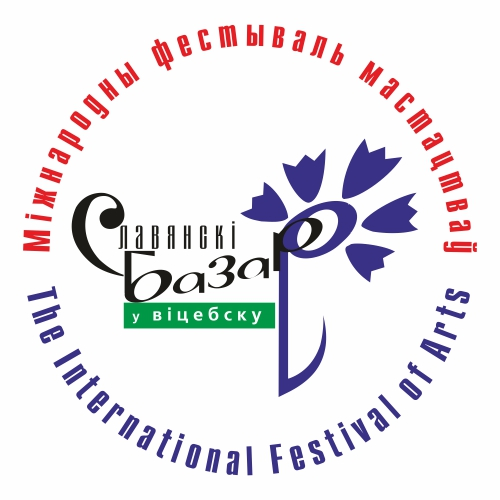 Міжнародны фестываль мастацтваў
Славянскі
базар
у віцебску
The International Festival of Arts